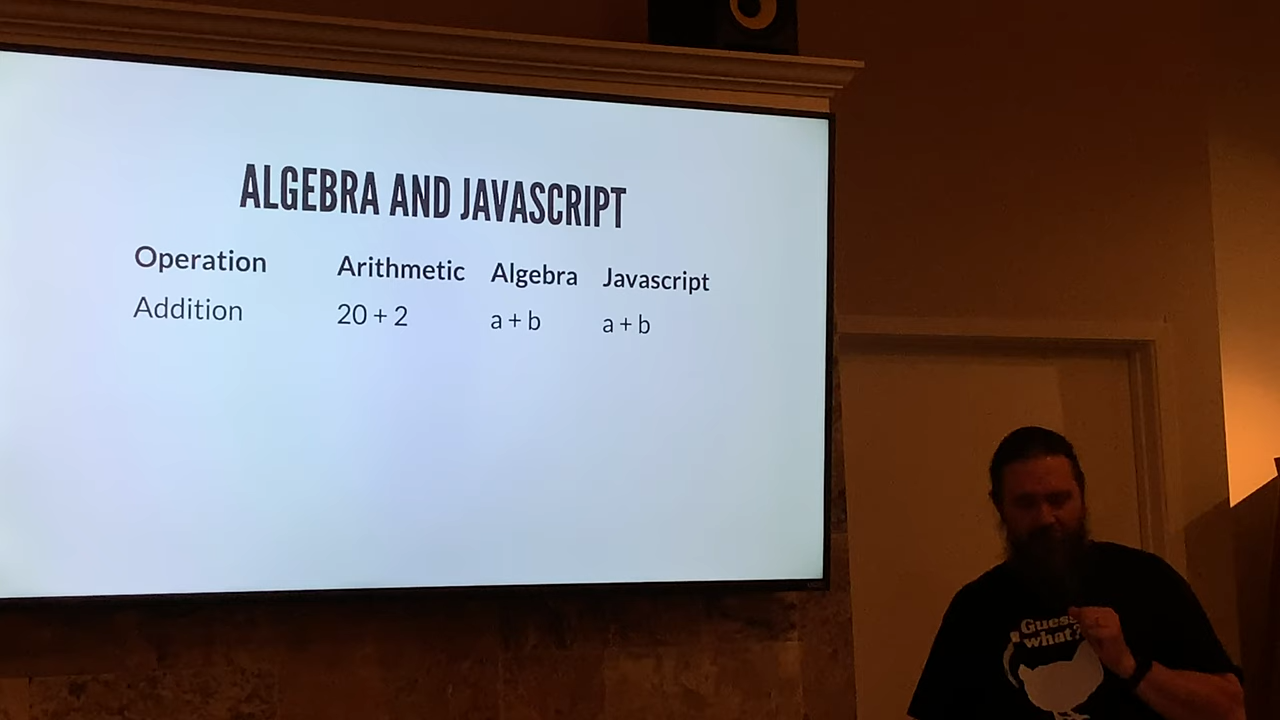 ALGEBRA AND JAVASCRIPT
Operation Arithmetic Algebra Javascript
Addition 20 + 2 a + b a + b
Guess
what?